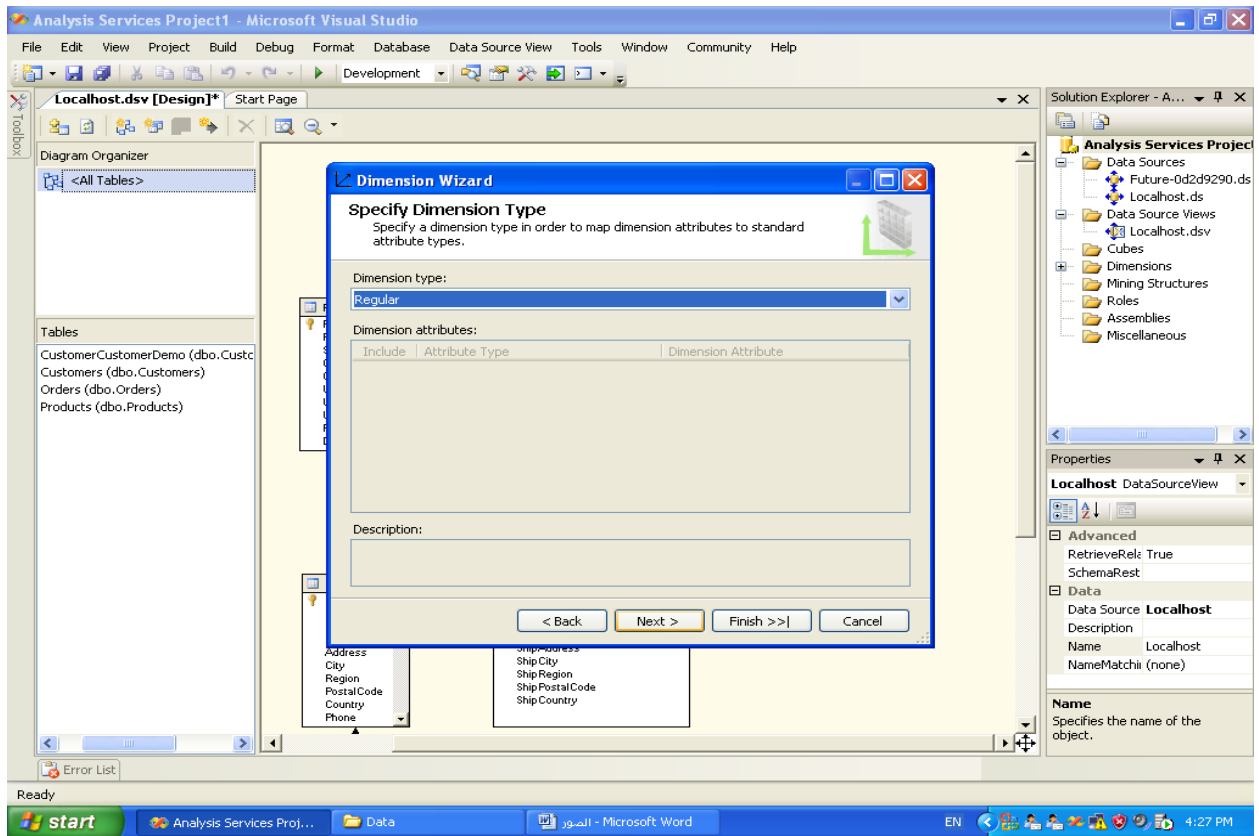 Analysis Services Project1 - Microsoft Visual Studio
File Edit View Project Build Debug Format Database Data Source View Tools Window Community Help
Development
Toolbox
Localhost.dsv [Design]* Start Page
Diagram Organizer
<All Tables>
Tables
CustomerCustomerDemo (dbo.Custc
Customers (dbo.Customers)
Orders (dbo.Orders)
Products (dbo.Products)
Dimension Wizard
Specify Dimension Type
Specify a dimension type in order to map dimension attributes to standard
attribute types.
Dimension type:
Regular
Dimension attributes:
Include Attribute Type Dimension Attribute
Description:
< Back Next > Finish >>| Cancel
Address
City
Region
PostalCode
Country
Phone
ShipAddress
ShipCity
ShipRegion
ShipPostalCode
ShipCountry
Solution Explorer - A...
Analysis Services Project
Data Sources
Future-0d2d9290.ds
Localhost.ds
Data Source Views
Localhost.dsv
Cubes
Dimensions
Mining Structures
Roles
Assemblies
Miscellaneous
Properties
Localhost DataSourceView
Advanced
RetrieveRela True
SchemaRest
Data
Data Source Localhost
Description
Name Localhost
NameMatchi (none)
Name
Specifies the name of the
object.
Error List
Ready
start Analysis Services Proj... Data الصور - Microsoft Word EN 4:27 PM